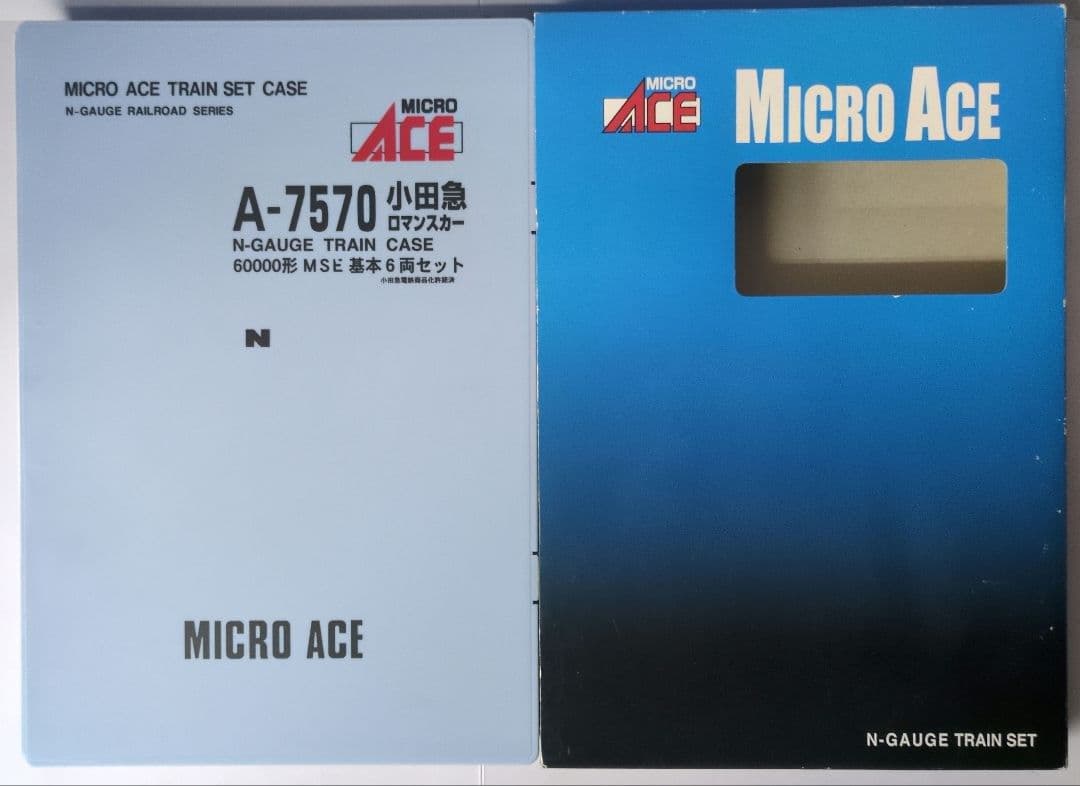 MICRO ACE TRAIN SET CASE
N-GAUGE RAILROAD SERIES
MICRO
ACE
A-7570 小田急
ロマンスカー
N-GAUGE TRAIN CASE
60000形 MSE 基本6両セット
小田急電鉄商品化許諾済
N
MICRO ACE
MICRO
ACE
MICRO ACE
N-GAUGE TRAIN SET